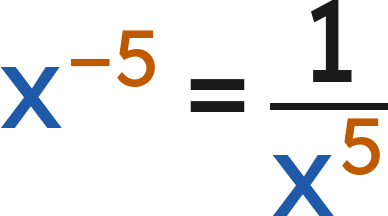 x⁻⁵ = 1/x⁵